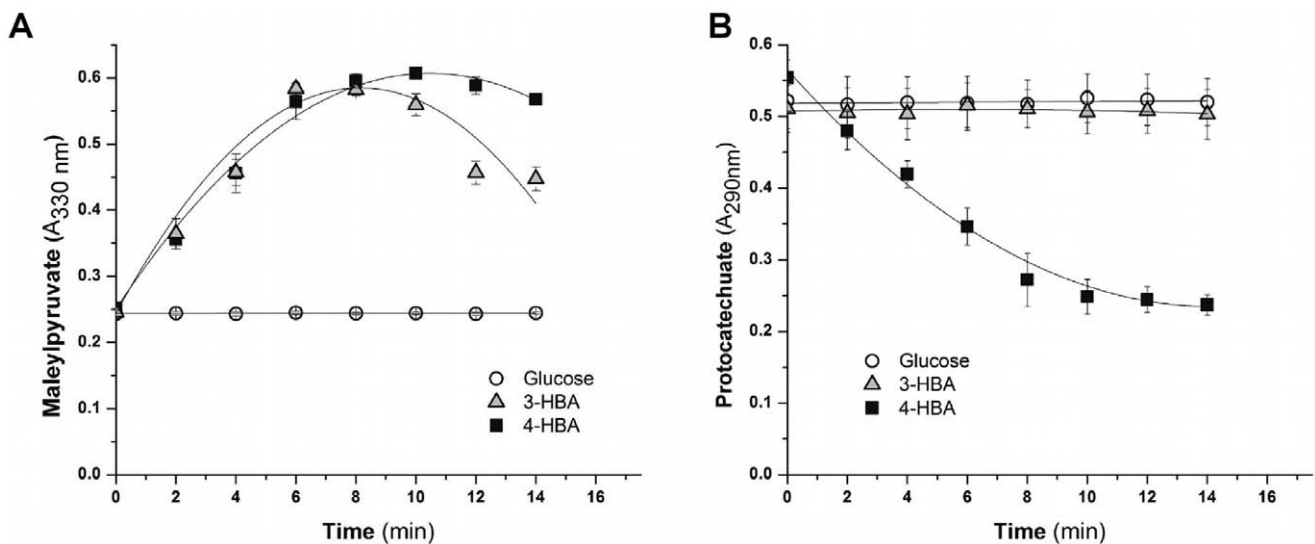 A
Maleylpyruvate (A330 nm)
0.6
0.5
0.4
0.3
0.2
0.1
0.0
Glucose
3-HBA
4-HBA
0 2 4 6 8 10 12 14 16
Time (min)
B
Protocatechuate (A290nm)
0.6
0.5
0.4
0.3
0.2
0.1
0.0
Glucose
3-HBA
4-HBA
0 2 4 6 8 10 12 14 16
Time (min)